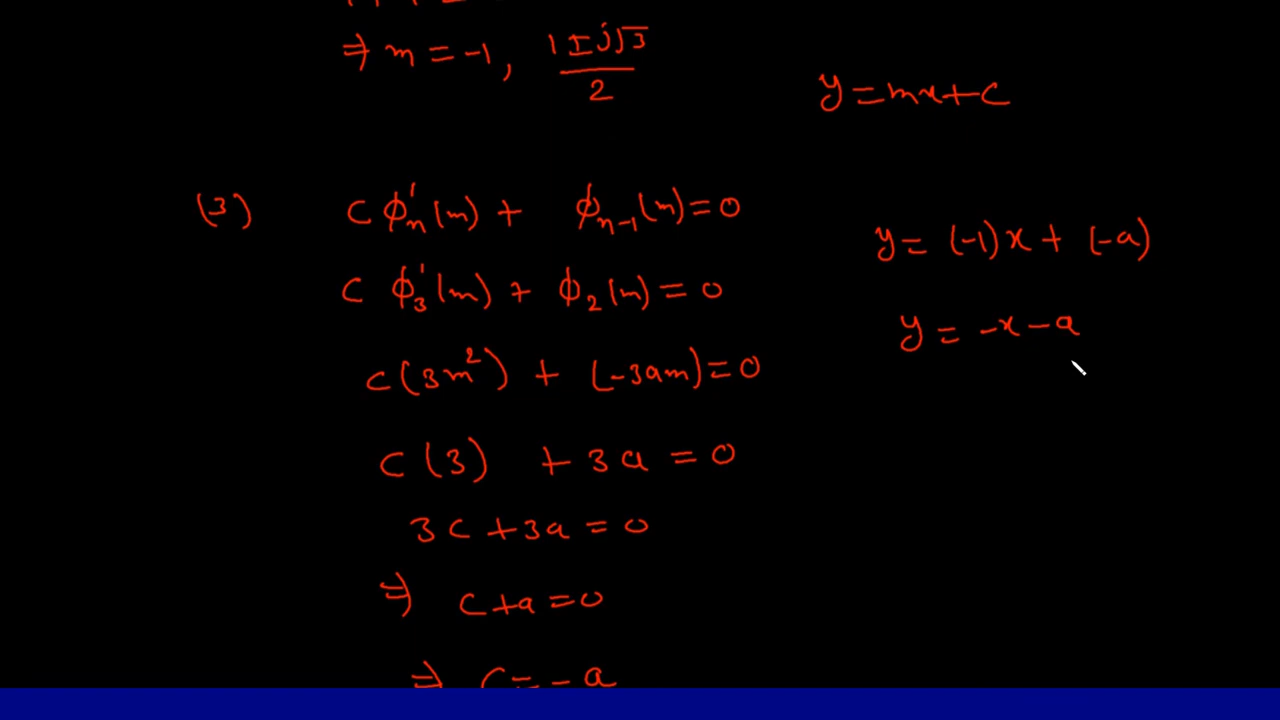 ⇒ m = -1, (1 ± j√3)/2
y = mx + c
(3) c ϕ'ₙ(m) + ϕₙ₋₁(m) = 0
c ϕ'₃(m) + ϕ₂(m) = 0
c(3m²) + (-3am) = 0
c(3) + 3a = 0
3c + 3a = 0
⇒ c + a = 0
⇒ c = -a
y = (-1)x + (-a)
y = -x - a